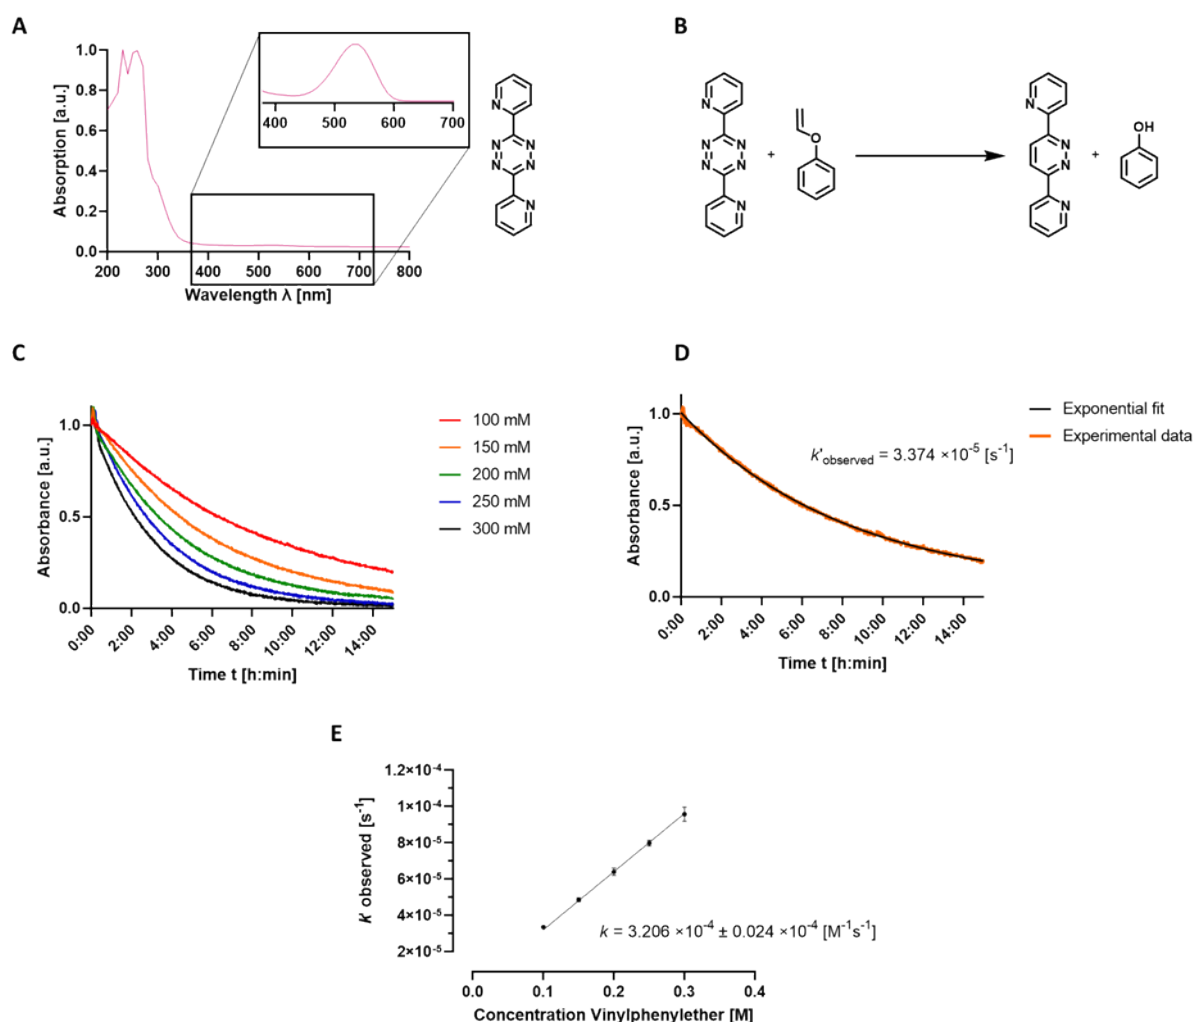 A
Absorption [a.u.]
1.0
0.8
0.6
0.4
0.2
0.0
200 300 400 500 600 700 800
Wavelength λ [nm]
400 500 600 700
N
N N
N N
N
B
N
N N
N N
N
+
O
N
N
N
N
+
OH
C
Absorbance [a.u.]
1.0
0.5
0.0
0:00 2:00 4:00 6:00 8:00 10:00 12:00 14:00
Time t [h:min]
100 mM
150 mM
200 mM
250 mM
300 mM
D
Absorbance [a.u.]
1.0
0.5
0.0
0:00 2:00 4:00 6:00 8:00 10:00 12:00 14:00
Time t [h:min]
k'observed = 3.374 ×10⁻⁵ [s⁻¹]
Exponential fit
Experimental data
E
K observed [s⁻¹]
1.2×10⁻⁴
1×10⁻⁴
8×10⁻⁵
6×10⁻⁵
4×10⁻⁵
2×10⁻⁵
k = 3.206 ×10⁻⁴ ± 0.024 ×10⁻⁴ [M⁻¹s⁻¹]
0.0 0.1 0.2 0.3 0.4
Concentration Vinylphenylether [M]